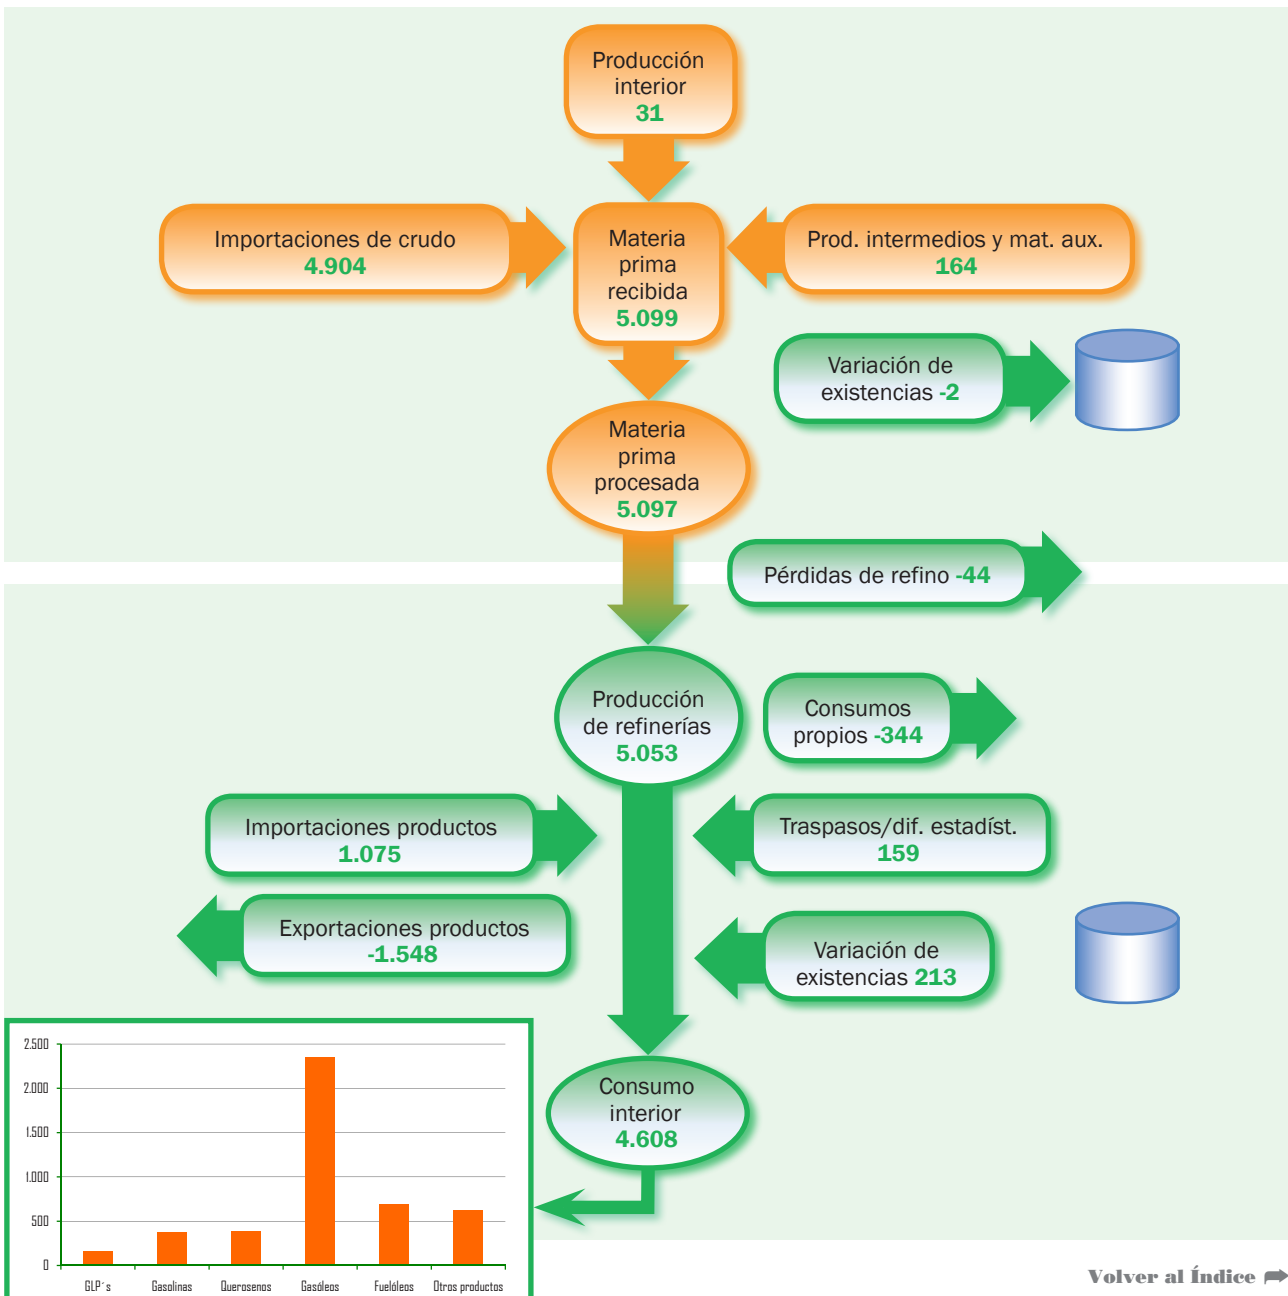 Producción
interior
31
Importaciones de crudo
4.904
Materia
prima
recibida
5.099
Prod. intermedios y mat. aux.
164
Variación de
existencias -2
Materia
prima
procesada
5.097
Pérdidas de refino -44
Producción
de refinerías
5.053
Consumos
propios -344
Importaciones productos
1.075
Traspasos/dif. estadíst.
159
Exportaciones productos
-1.548
Variación de
existencias 213
Consumo
interior
4.608
2.500
2.000
1.500
1.000
500
0
GLP´s Gasolinas Querosenos Gasóleos Fuelóleos Otros productos
Volver al Índice